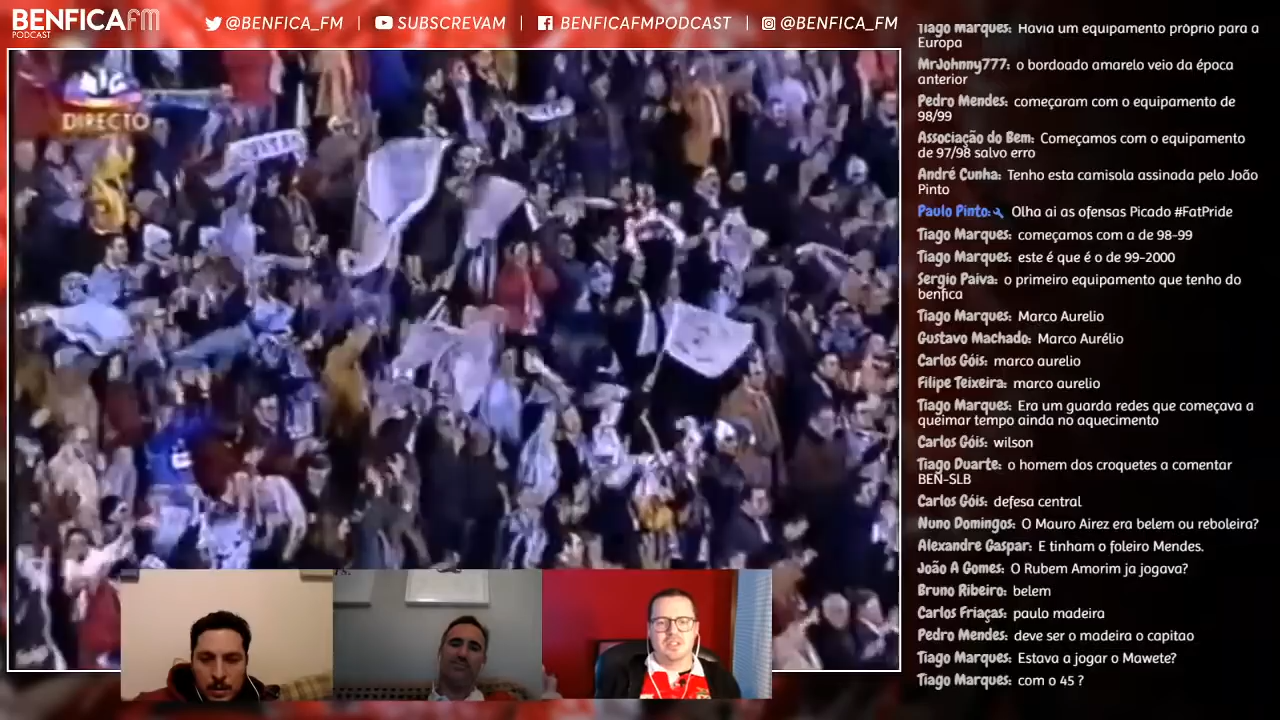 BENFICAFM
PODCAST
@BENFICA_FM | SUBSCREVAM | BENFICAFMPODCAST | @BENFICA_FM
SIC
DIRECTO
Tiago Marques: Havia um equipamento próprio para a
Europa
MrJohnny777: o bordoado amarelo veio da época
anterior
Pedro Mendes: começaram com o equipamento de
98/99
Associação do Bem: Começamos com o equipamento
de 97/98 salvo erro
André Cunha: Tenho esta camisola assinada pelo João
Pinto
Paulo Pinto: Olha ai as ofensas Picado #FatPride
Tiago Marques: começamos com a de 98-99
Tiago Marques: este é que é o de 99-2000
Sergio Paiva: o primeiro equipamento que tenho do
benfica
Tiago Marques: Marco Aurelio
Gustavo Machado: Marco Aurélio
Carlos Góis: marco aurelio
Filipe Teixeira: marco aurelio
Tiago Marques: Era um guarda redes que começava a
queimar tempo ainda no aquecimento
Carlos Góis: wilson
Tiago Duarte: o homem dos croquetes a comentar
BEN-SLB
Carlos Góis: defesa central
Nuno Domingos: O Mauro Airez era belem ou reboleira?
Alexandre Gaspar: E tinham o foleiro Mendes.
João A Gomes: O Rubem Amorim ja jogava?
Bruno Ribeiro: belem
Carlos Friaças: paulo madeira
Pedro Mendes: deve ser o madeira o capitao
Tiago Marques: Estava a jogar o Mawete?
Tiago Marques: com o 45 ?